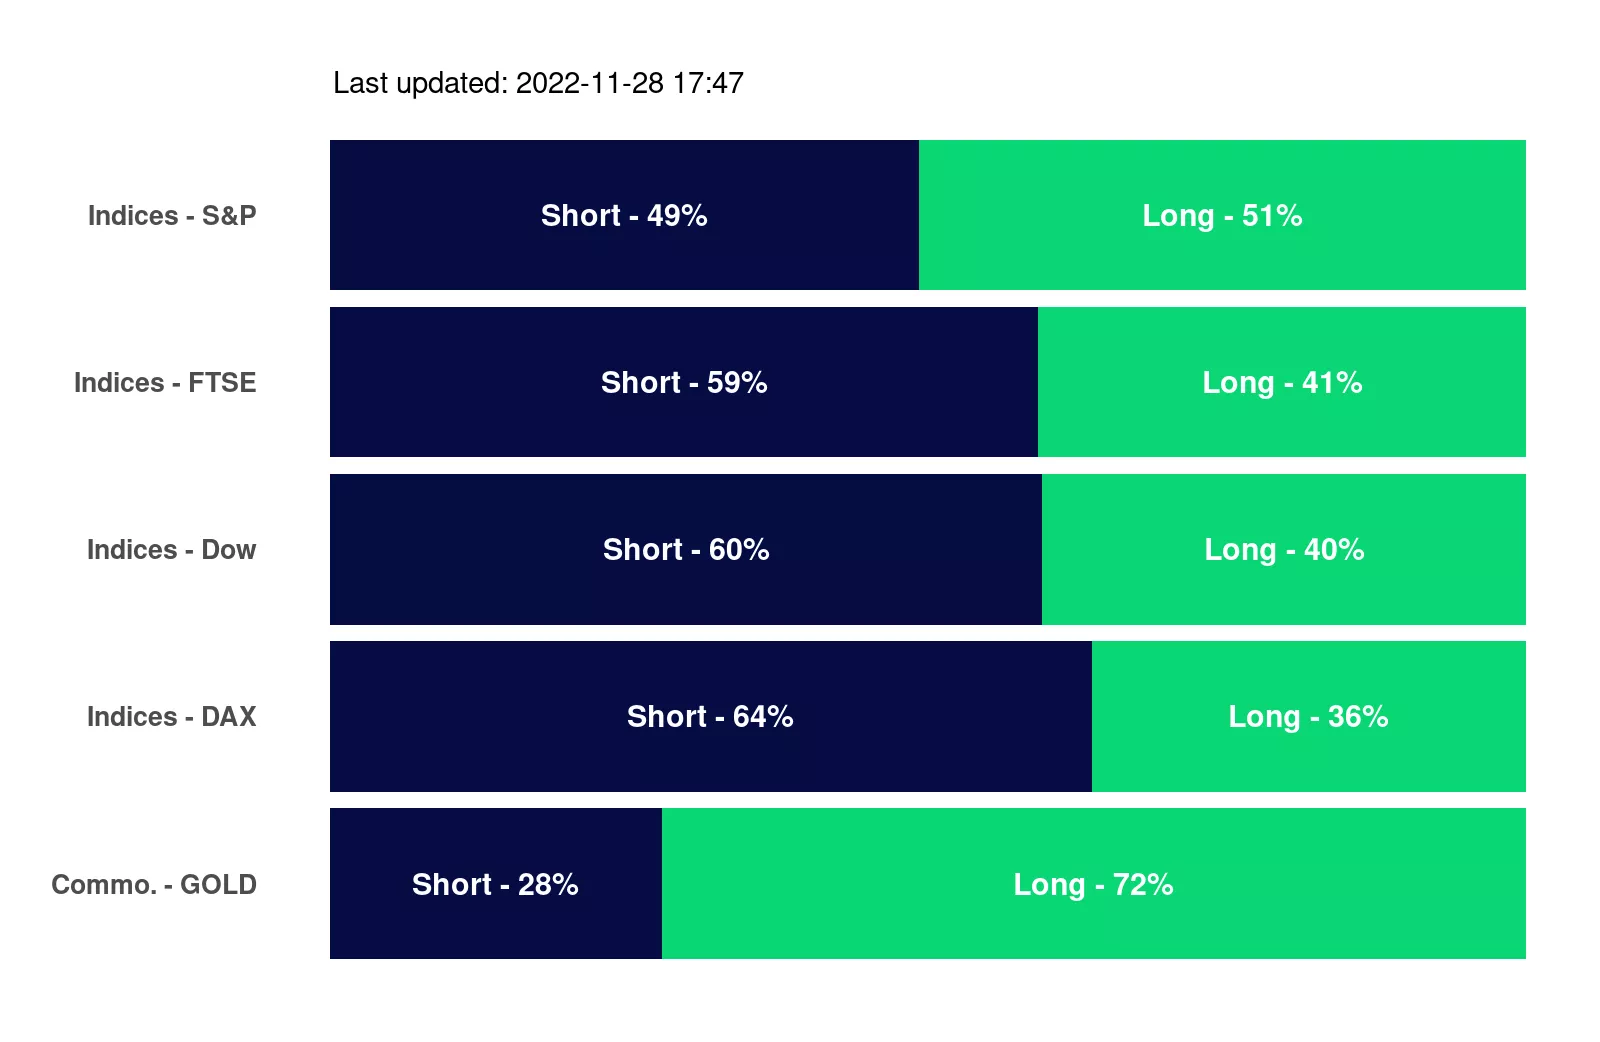 Last updated: 2022-11-28 17:47
Indices - S&P Short - 49% Long - 51%
Indices - FTSE Short - 59% Long - 41%
Indices - Dow Short - 60% Long - 40%
Indices - DAX Short - 64% Long - 36%
Commo. - GOLD Short - 28% Long - 72%